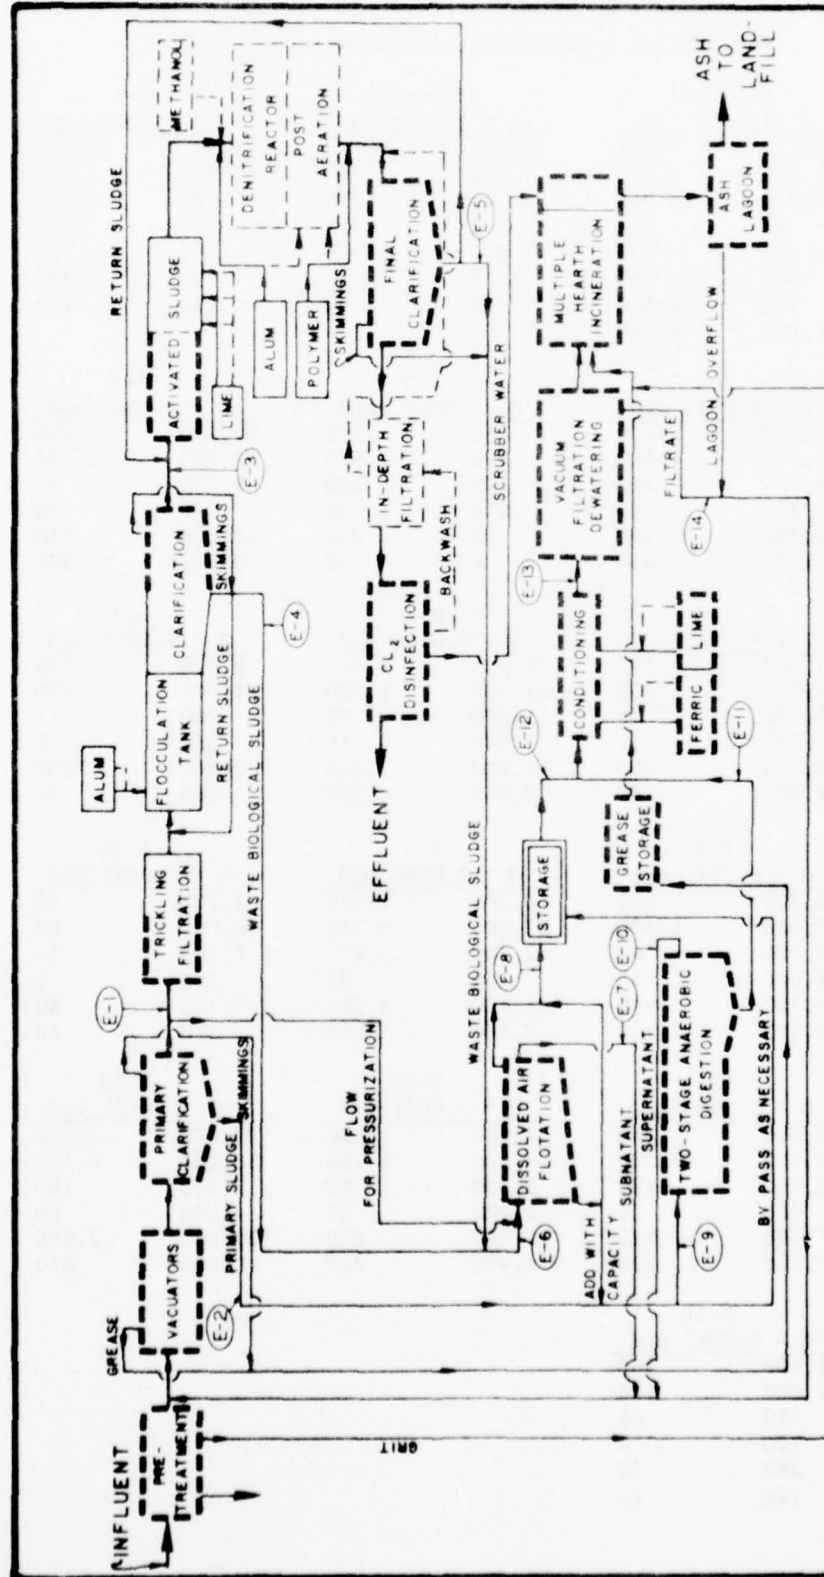 INFLUENT
PRE-
TREATMENT
GRIT
GREASE
VACUATORS
PRIMARY
CLARIFICATION
SKIMMINGS
PRIMARY SLUDGE
E-2
E-1
TRICKLING
FILTRATION
ALUM
FLOCCULATION
TANK
CLARIFICATION
SKIMMINGS
RETURN SLUDGE
E-4
WASTE BIOLOGICAL SLUDGE
E-3
RETURN SLUDGE
ACTIVATED
SLUDGE
LIME
METHANOL
DENITRIFICATION
REACTOR
POST
AERATION
ALUM
POLYMER
SKIMMINGS
FINAL
CLARIFICATION
E-5
IN-DEPTH
FILTRATION
BACKWASH
CL2
DISINFECTION
EFFLUENT
SCRUBBER WATER
WASTE BIOLOGICAL SLUDGE
FLOW
FOR PRESSURIZATION
E-6
DISSOLVED AIR
FLOTATION
ADD WITH
CAPACITY
SUBNATANT
E-7
E-8
STORAGE
SUPERNATANT
E-9
TWO-STAGE ANAEROBIC
DIGESTION
E-10
BY PASS AS NECESSARY
GREASE
STORAGE
E-11
E-12
CONDITIONING
FERRIC
LIME
E-13
VACUUM
FILTRATION
DEWATERING
FILTRATE
E-14
LAGOON OVERFLOW
MULTIPLE
HEARTH
INCINERATION
ASH
LAGOON
ASH
TO
LAND-
FILL